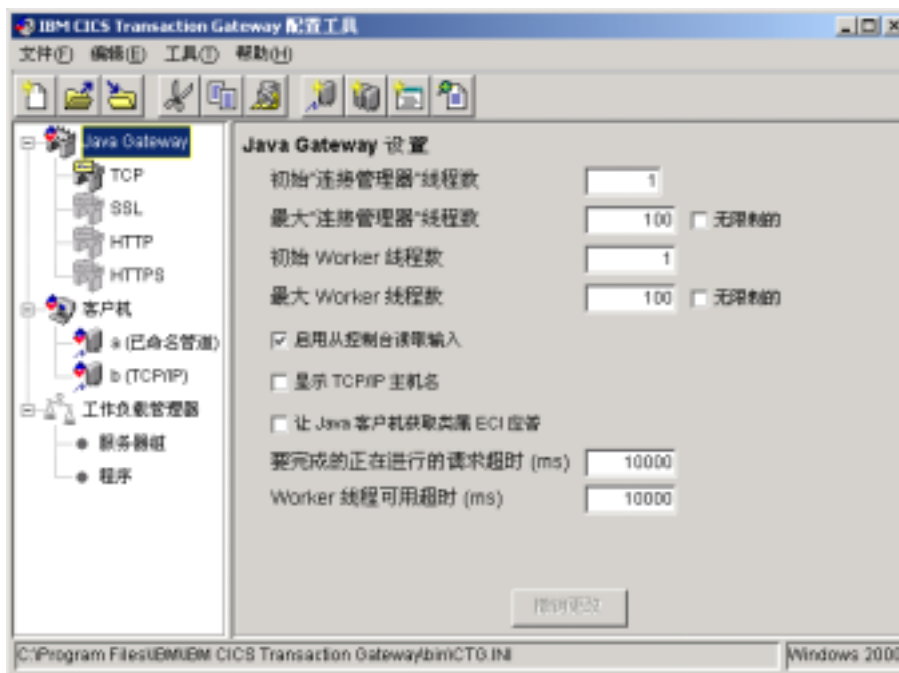 IBM CICS Transaction Gateway 配置工具
文件(F) 编辑(E) 工具(T) 帮助(H)
Java Gateway
TCP
SSL
HTTP
HTTPS
客户机
a (已命名管道)
b (TCP/IP)
工作负载管理器
服务器组
程序
Java Gateway 设置
初始“连接管理器”线程数 1
最大“连接管理器”线程数 100 无限制的
初始 Worker 线程数 1
最大 Worker 线程数 100 无限制的
启用从控制台读取输入
显示 TCP/IP 主机名
让 Java 客户机获取类属 ECI 应答
要完成的正在进行的请求超时 (ms) 10000
Worker 线程可用超时 (ms) 10000
撤销更改
C:\Program Files\IBM\IBM CICS Transaction Gateway\bin\CTG.INI
Windows 2000